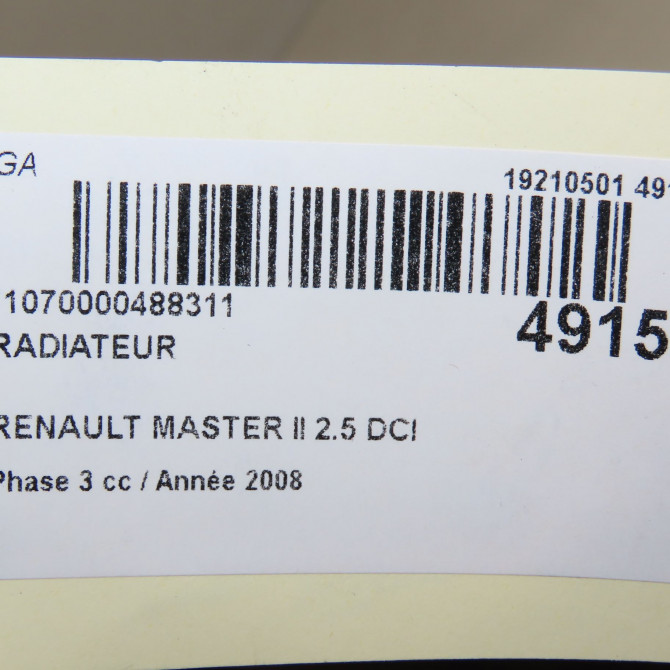 GA
19210501 491
1070000488311
4915
RADIATEUR
RENAULT MASTER II 2.5 DCI
Phase 3 cc / Année 2008